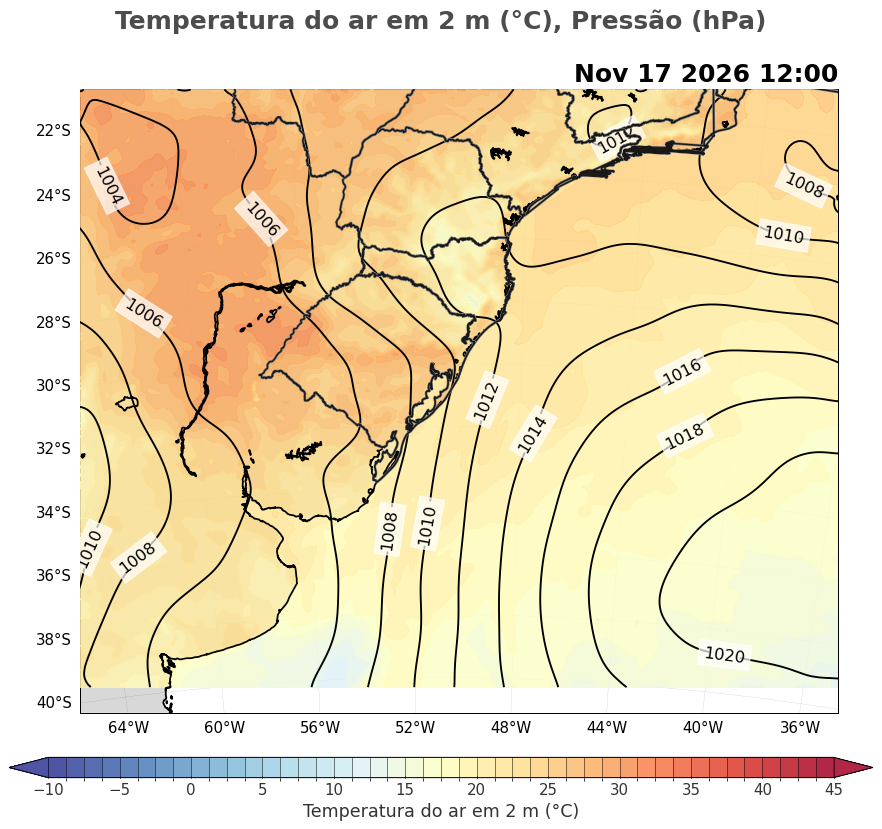 Temperatura do ar em 2 m (°C), Pressão (hPa)
Nov 17 2026 12:00
22°S
24°S
26°S
28°S
30°S
32°S
34°S
36°S
38°S
40°S
1004
1006
1006
1010
1008
1010
1008
1010
1012
1014
1016
1018
1008
1010
1020
64°W 60°W 56°W 52°W 48°W 44°W 40°W 36°W
−10 −5 0 5 10 15 20 25 30 35 40 45
Temperatura do ar em 2 m (°C)